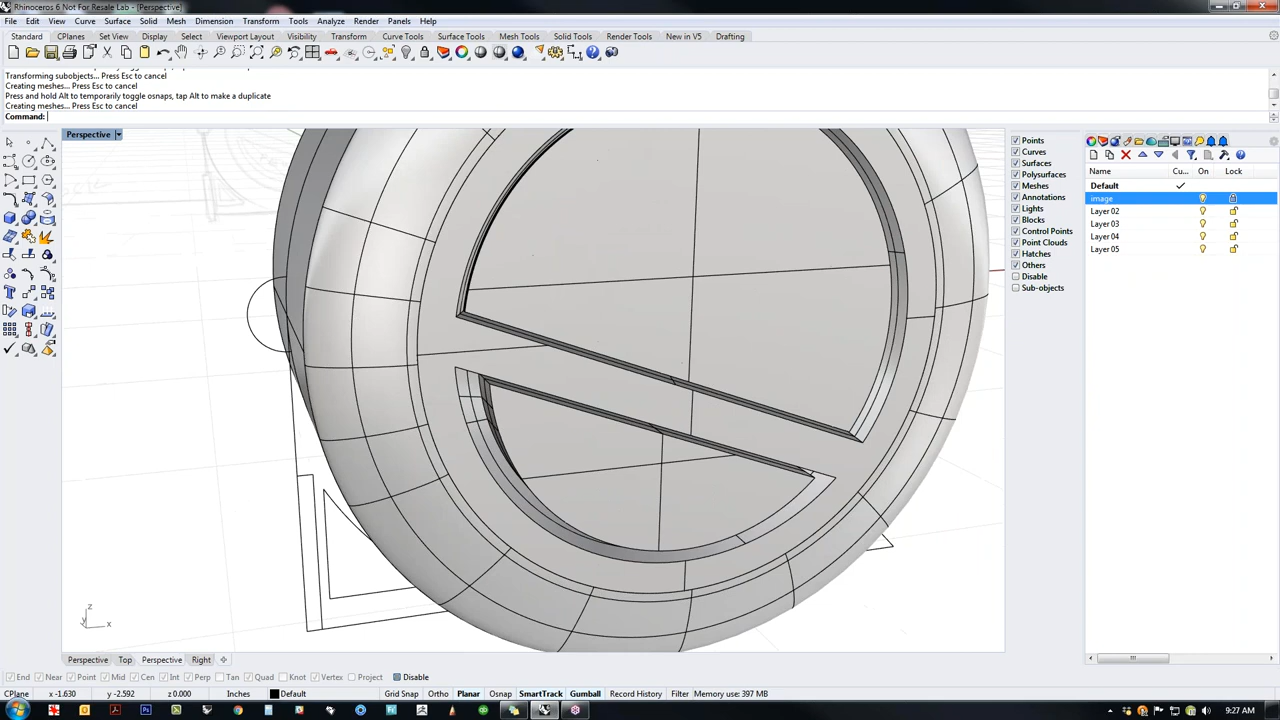 Rhinoceros 6 Not For Resale Lab - [Perspective]
File Edit View Curve Surface Solid Mesh Dimension Transform Tools Analyze Render Panels Help
Standard CPlanes Display Select Viewport Layout Visibility Transform Curve Tools Surface Tools Mesh Tools Solid Tools Render Tools New in V5 Drafting
Transforming subobjects... Press Esc to cancel
Creating meshes... Press Esc to cancel
Press and hold Alt to temporarily toggle osnaps, tap Alt to make a duplicate
Creating meshes... Press Esc to cancel
Command:
Perspective
Points
Curves
Surfaces
Polysurfaces
Meshes
Annotations
Lights
Blocks
Control Points
Point Clouds
Hatches
Others
Disable
Sub-objects
Name Cu... On Lock
Default
image
Layer 02
Layer 03
Layer 04
Layer 05
z
y x
Perspective Top Perspective Right
End Near Point Mid Cen Int Perp Tan Quad Knot Vertex Project Disable
CPlane x -1.630 y -2.592 z 0.000 Inches Default Grid Snap Ortho Planar Osnap SmartTrack Gumball Record History Filter Memory use: 397 MB
9:27 AM